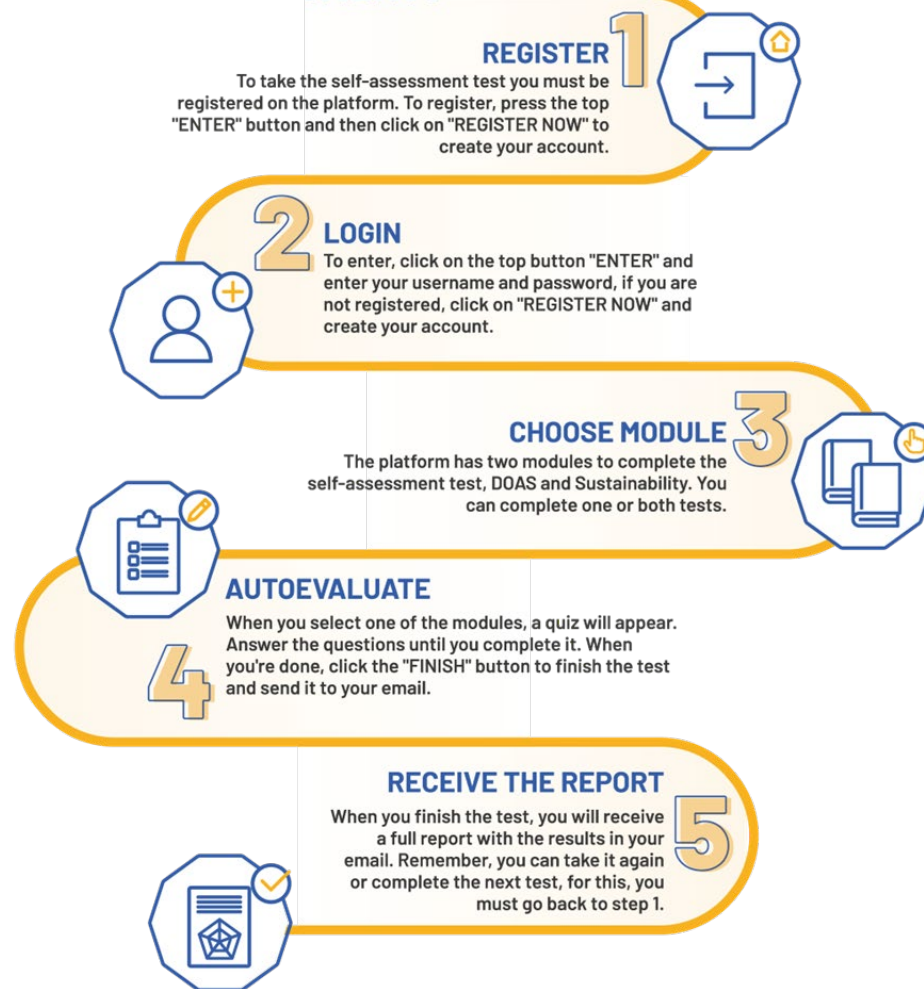 1
REGISTER
To take the self-assessment test you must be
registered on the platform. To register, press the top
"ENTER" button and then click on "REGISTER NOW" to
create your account.
2
LOGIN
To enter, click on the top button "ENTER" and
enter your username and password, if you are
not registered, click on "REGISTER NOW" and
create your account.
3
CHOOSE MODULE
The platform has two modules to complete the
self-assessment test, DOAS and Sustainability. You
can complete one or both tests.
4
AUTOEVALUATE
When you select one of the modules, a quiz will appear.
Answer the questions until you complete it. When
you're done, click the "FINISH" button to finish the test
and send it to your email.
5
RECEIVE THE REPORT
When you finish the test, you will receive
a full report with the results in your
email. Remember, you can take it again
or complete the next test, for this, you
must go back to step 1.